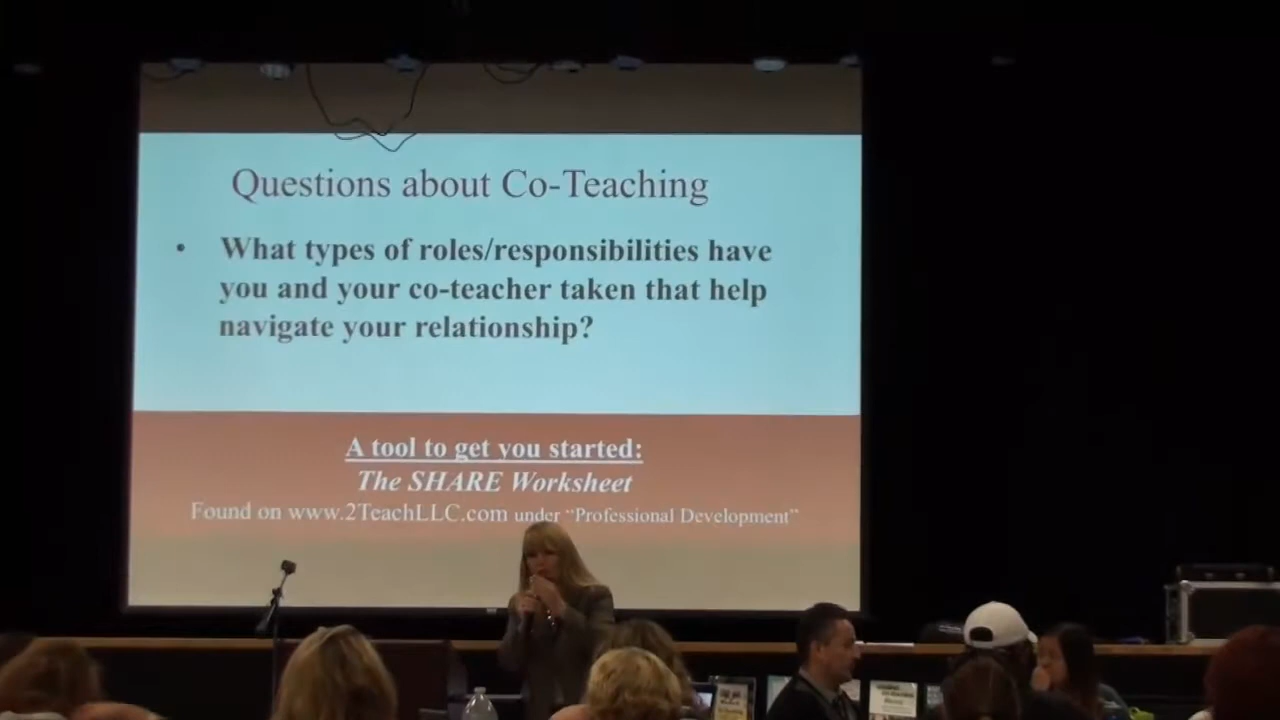 Questions about Co-Teaching
• What types of roles/responsibilities have
you and your co-teacher taken that help
navigate your relationship?
A tool to get you started:
The SHARE Worksheet
Found on www.2TeachLLC.com under “Professional Development”